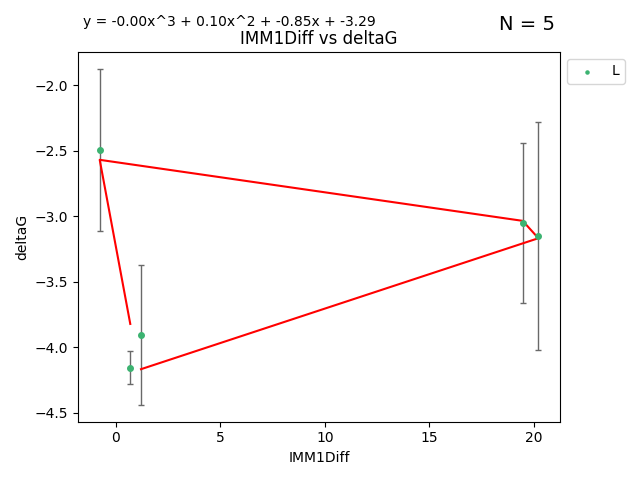 y = -0.00x^3 + 0.10x^2 + -0.85x + -3.29
N = 5
IMM1Diff vs deltaG
L
−2.0
−2.5
−3.0
−3.5
−4.0
−4.5
deltaG
0 5 10 15 20
IMM1Diff